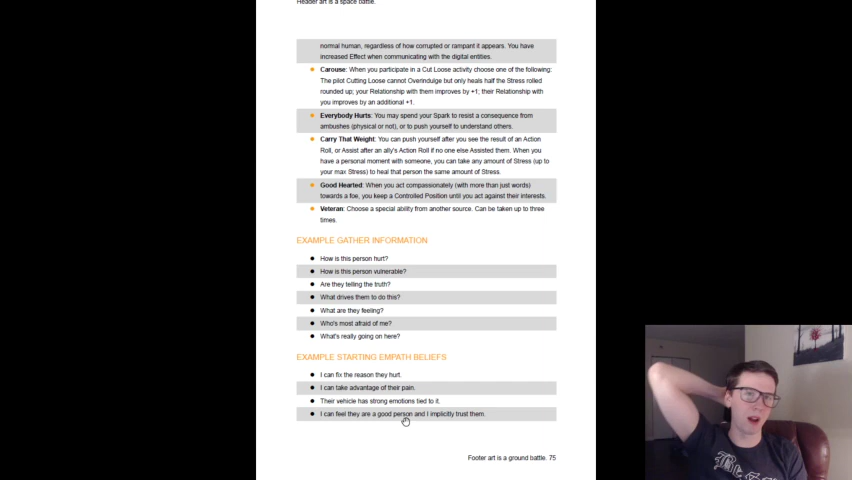 Header art is a space battle.
normal human, regardless of how corrupted or rampant it appears. You have
increased Effect when communicating with the digital entities.
Carouse: When you participate in a Cut Loose activity choose one of the following:
The pilot Cutting Loose cannot Overindulge but only heals half the Stress rolled
rounded up; your Relationship with them improves by +1; their Relationship with
you improves by an additional +1.
Everybody Hurts: You may spend your Spark to resist a consequence from
ambushes (physical or not), or to push yourself to understand others.
Carry That Weight: You can push yourself after you see the result of an Action
Roll, or Assist after an ally's Action Roll if no one else Assisted them. When you
have a personal moment with someone, you can take any amount of Stress (up to
your max Stress) to heal that person the same amount of Stress.
Good Hearted: When you act compassionately (with more than just words)
towards a foe, you keep a Controlled Position until you act against their interests.
Veteran: Choose a special ability from another source. Can be taken up to three
times.
EXAMPLE GATHER INFORMATION
How is this person hurt?
How is this person vulnerable?
Are they telling the truth?
What drives them to do this?
What are they feeling?
Who's most afraid of me?
What's really going on here?
EXAMPLE STARTING EMPATH BELIEFS
I can fix the reason they hurt.
I can take advantage of their pain.
Their vehicle has strong emotions tied to it.
I can feel they are a good person and I implicitly trust them.
Footer art is a ground battle. 75